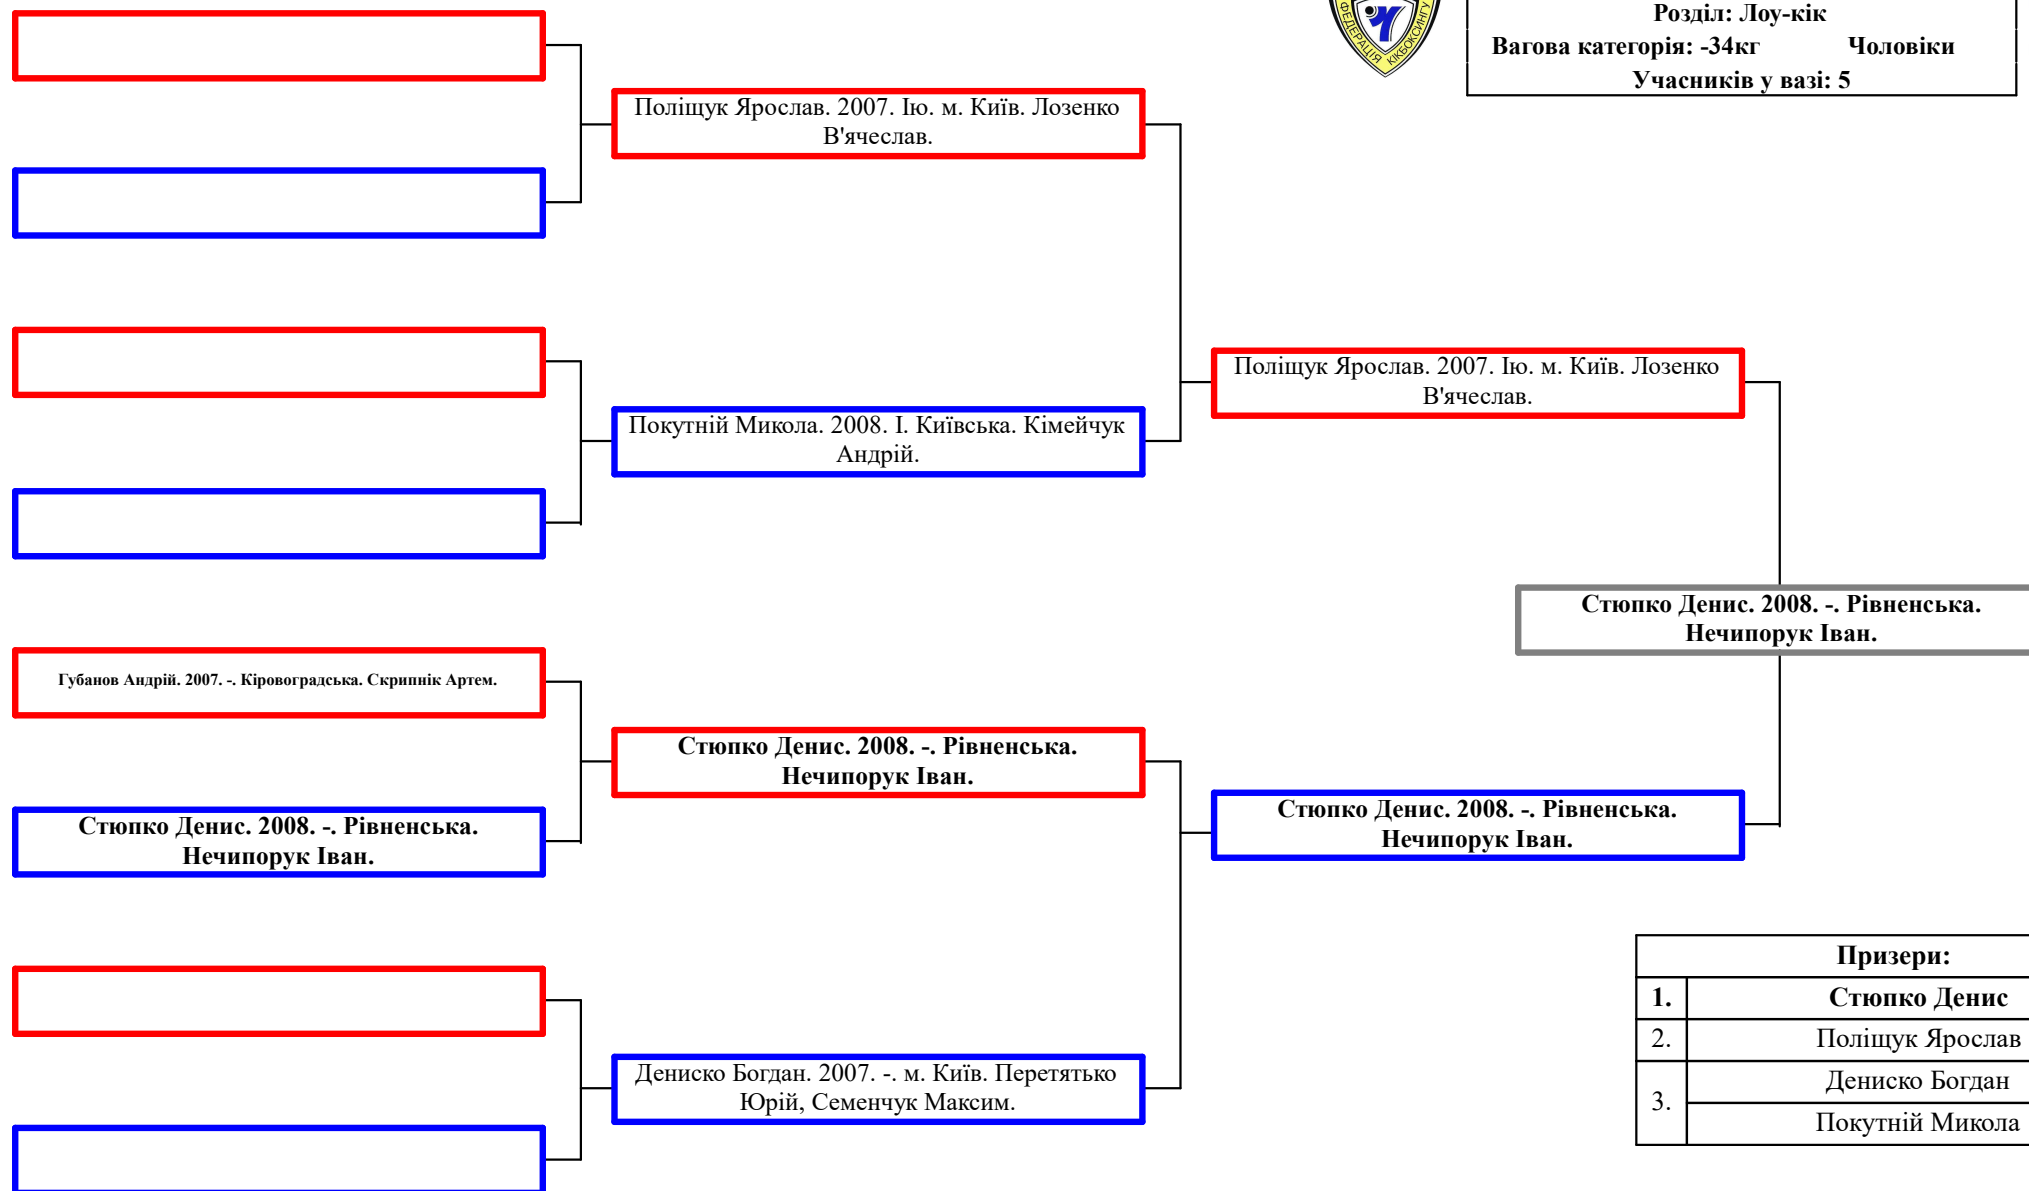 ФЕДЕРАЦІЯ КІКБОКСИНГУ
Розділ: Лоу-кік
Вагова категорія: -34кг Чоловіки
Учасників у вазі: 5
Поліщук Ярослав. 2007. Ію. м. Київ. Лозенко
В'ячеслав.
Покутній Микола. 2008. І. Київська. Кімейчук
Андрій.
Поліщук Ярослав. 2007. Ію. м. Київ. Лозенко
В'ячеслав.
Стюпко Денис. 2008. -. Рівненська.
Нечипорук Іван.
Губанов Андрій. 2007. -. Кіровоградська. Скрипнік Артем.
Стюпко Денис. 2008. -. Рівненська.
Нечипорук Іван.
Стюпко Денис. 2008. -. Рівненська.
Нечипорук Іван.
Стюпко Денис. 2008. -. Рівненська.
Нечипорук Іван.
Дениско Богдан. 2007. -. м. Київ. Перетятько
Юрій, Семенчук Максим.
Призери:
1. Стюпко Денис
2. Поліщук Ярослав
3. Дениско Богдан
Покутній Микола